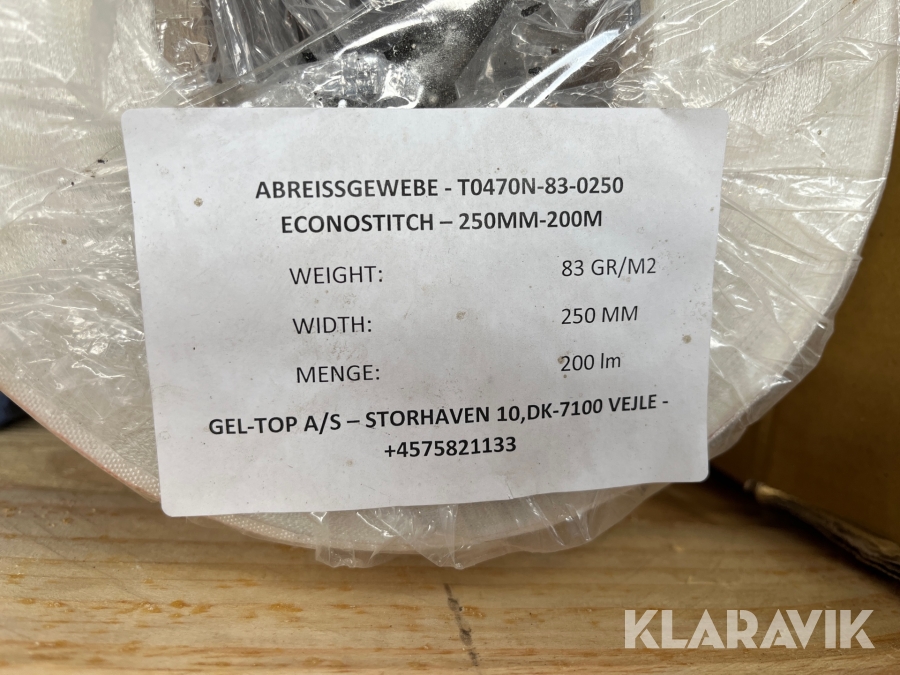 ABREISSGEWEBE - T0470N-83-0250
ECONOSTITCH – 250MM-200M
WEIGHT: 83 GR/M2
WIDTH: 250 MM
MENGE: 200 lm
GEL-TOP A/S – STORHAVEN 10,DK-7100 VEJLE -
+4575821133
KLARAVIK